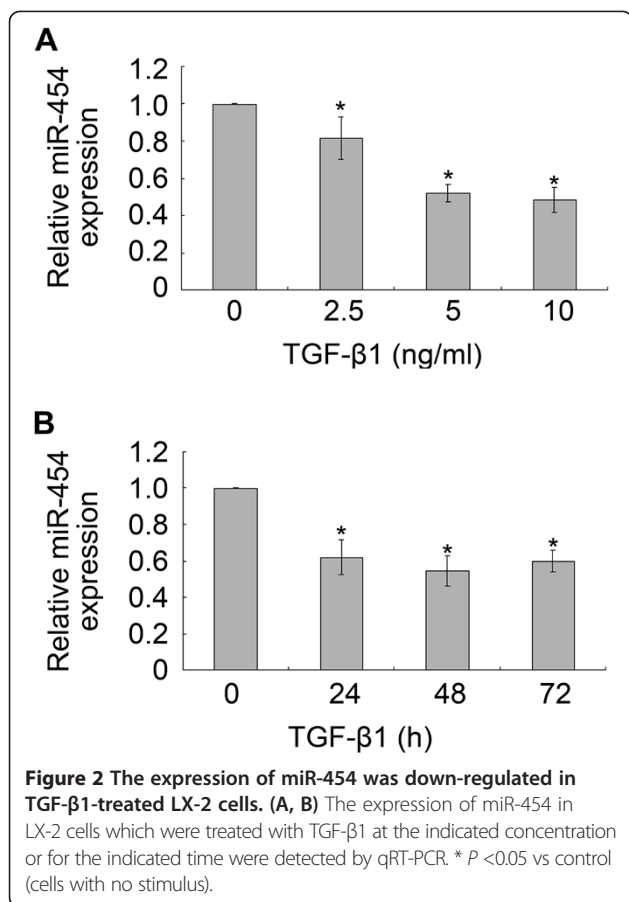 A
Relative miR-454
expression
1.2
1.0
0.8
0.6
0.4
0.2
0
*
*
*
0 2.5 5 10
TGF-β1 (ng/ml)
B
Relative miR-454
expression
1.2
1.0
0.8
0.6
0.4
0.2
0
*
*
*
0 24 48 72
TGF-β1 (h)
Figure 2 The expression of miR-454 was down-regulated in
TGF-β1-treated LX-2 cells. (A, B) The expression of miR-454 in
LX-2 cells which were treated with TGF-β1 at the indicated concentration
or for the indicated time were detected by qRT-PCR. * P <0.05 vs control
(cells with no stimulus).